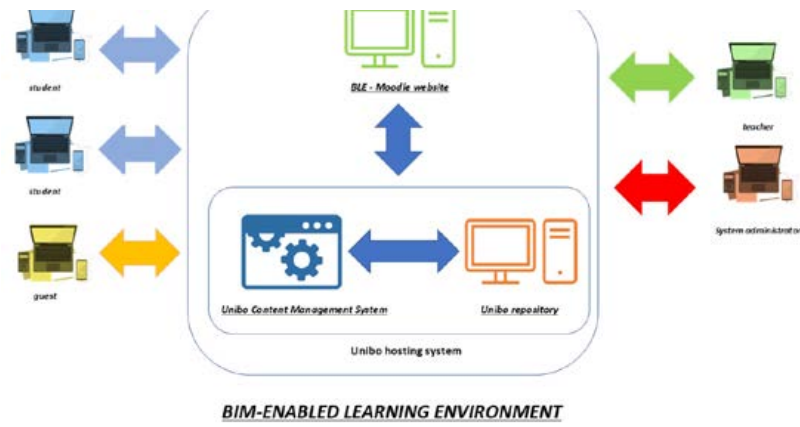 student
BLE - Moodle website
teacher
student
System administrator
guest
Unibo Content Management System
Unibo repository
Unibo hosting system
BIM-ENABLED LEARNING ENVIRONMENT